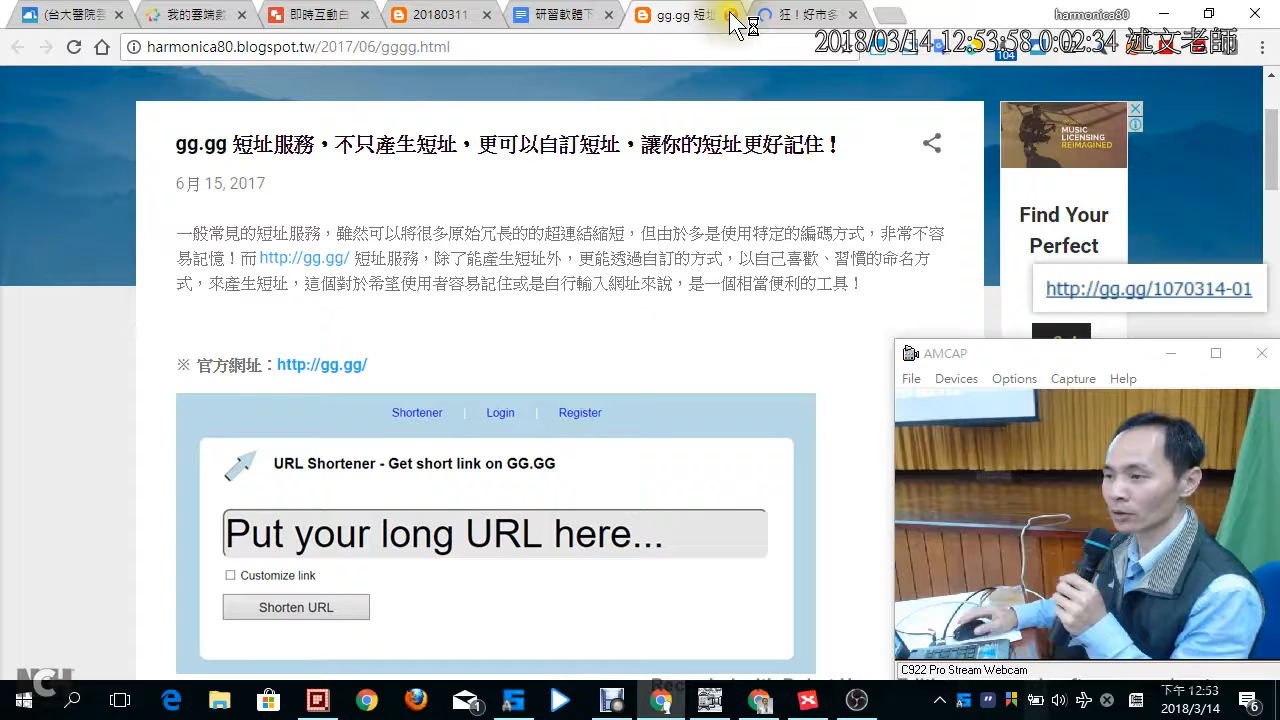 (台大醫院雲
我的雲端硬
即時互動白
20180311
研習軟體下
gg.gg 短址
狂！好市多
harmonica80
harmonica80.blogspot.tw/2017/06/gggg.html
2018/03/14 12:53:58 0:02:34 述文老師
104
gg.gg 短址服務，不只產生短址，更可以自訂短址，讓你的短址更好記住！
6月 15, 2017
一般常見的短址服務，雖然可以將很多原始冗長的的超連結縮短，但由於多是使用特定的編碼方式，非常不容
易記憶！而 http://gg.gg/ 短址服務，除了能產生短址外，更能透過自訂的方式，以自己喜歡、習慣的命名方
式，來產生短址，這個對於希望使用者容易記住或是自行輸入網址來說，是一個相當便利的工具！
※ 官方網址：http://gg.gg/
Shortener | Login | Register
URL Shortener - Get short link on GG.GG
Put your long URL here...
Customize link
Shorten URL
MUSIC
LICENSING
REIMAGINED
Find Your
Perfect
http://gg.gg/1070314-01
AMCAP
File Devices Options Capture Help
C922 Pro Stream Webcam
1
下午 12:53
2018/3/14
6